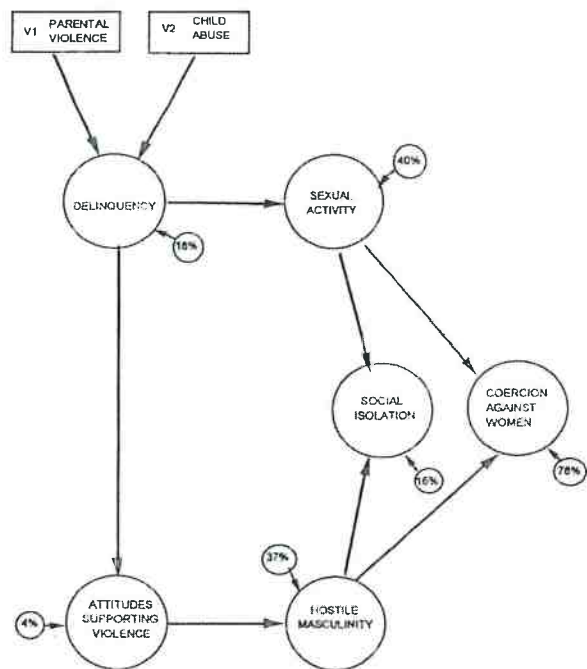 V1 PARENTAL
VIOLENCE
V2 CHILD
ABUSE
DELINQUENCY
SEXUAL
ACTIVITY
40%
18%
SOCIAL
ISOLATION
COERCION
AGAINST
WOMEN
16%
78%
37%
ATTITUDES
SUPPORTING
VIOLENCE
4%
HOSTILE
MASCULINITY